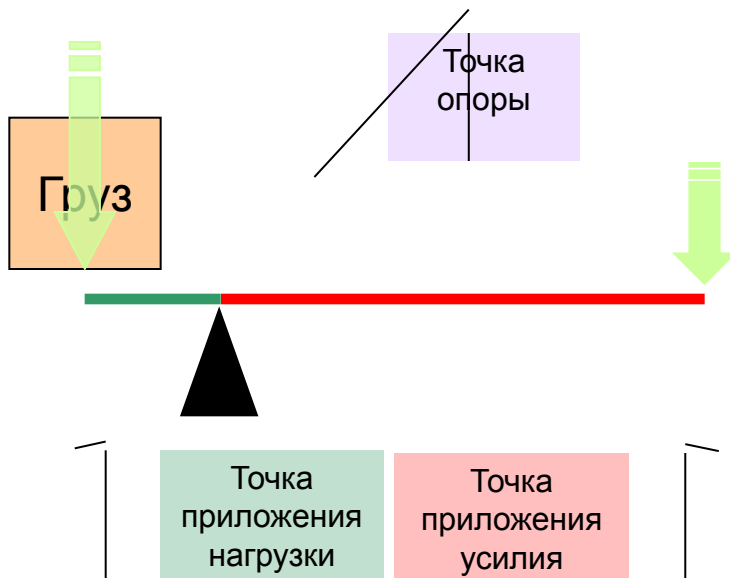 Точка
опоры
Груз
Точка
приложения
нагрузки
Точка
приложения
усилия